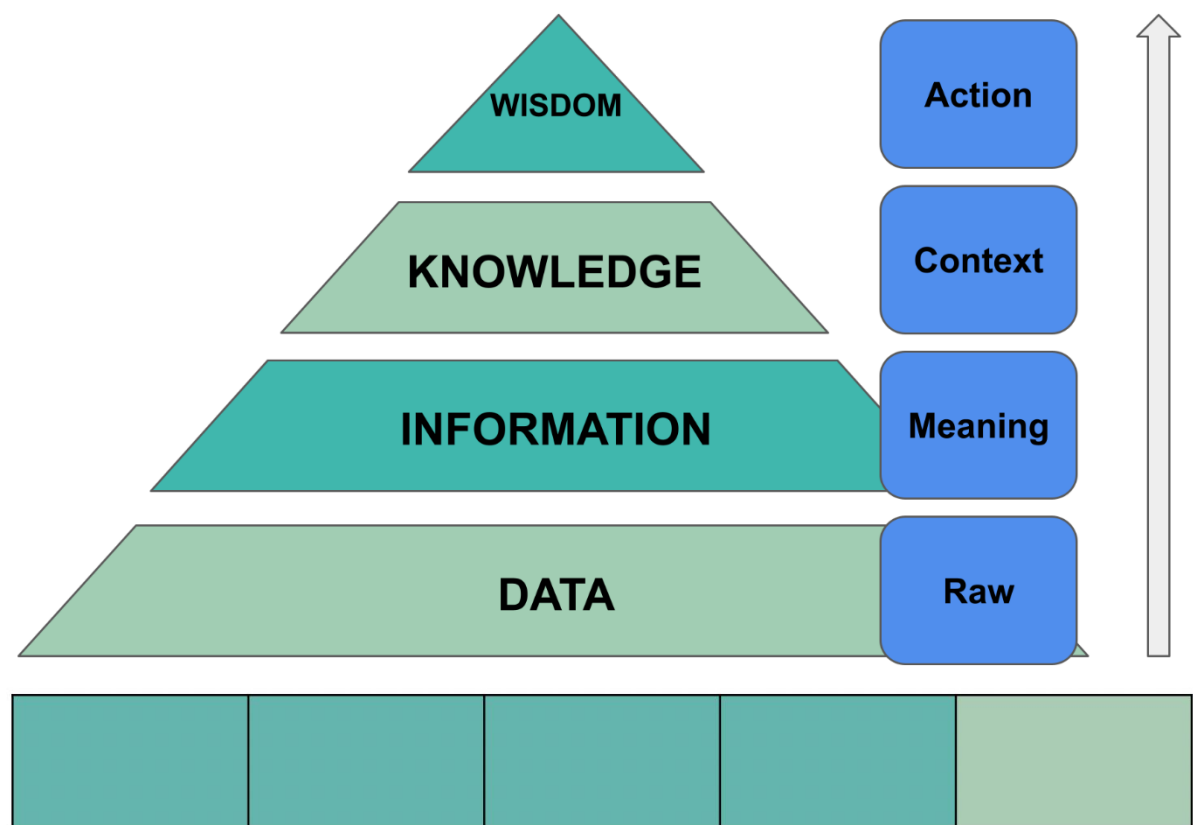 WISDOM
Action
KNOWLEDGE
Context
INFORMATION
Meaning
DATA
Raw